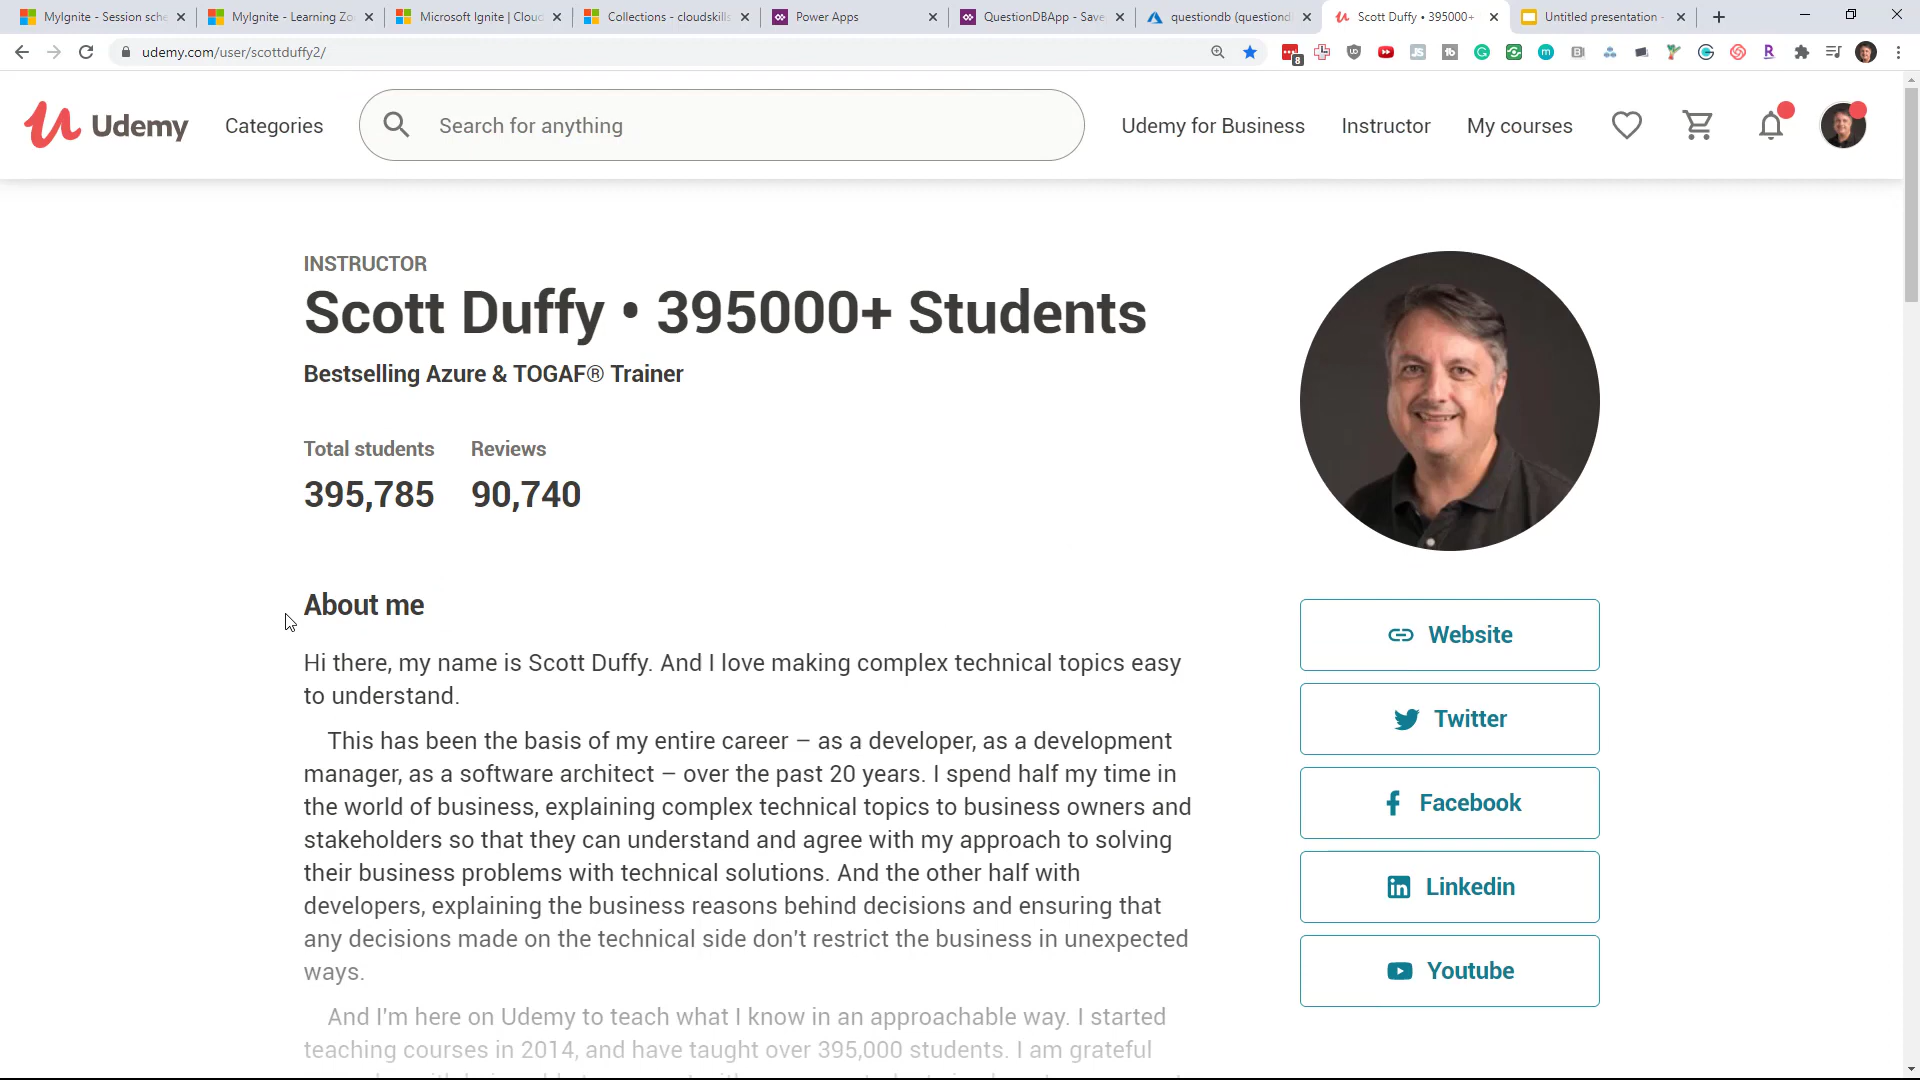 MyIgnite - Session sche
MyIgnite - Learning Zo
Microsoft Ignite | Cloud
Collections - cloudskills
Power Apps
QuestionDBApp - Save
questiondb (questiond
Scott Duffy • 395000+
Untitled presentation -
udemy.com/user/scottduffy2/
8
Udemy
Categories
Search for anything
Udemy for Business
Instructor
My courses
INSTRUCTOR
Scott Duffy • 395000+ Students
Bestselling Azure & TOGAF® Trainer
Total students
Reviews
395,785
90,740
About me
Hi there, my name is Scott Duffy. And I love making complex technical topics easy
to understand.
This has been the basis of my entire career – as a developer, as a development
manager, as a software architect – over the past 20 years. I spend half my time in
the world of business, explaining complex technical topics to business owners and
stakeholders so that they can understand and agree with my approach to solving
their business problems with technical solutions. And the other half with
developers, explaining the business reasons behind decisions and ensuring that
any decisions made on the technical side don't restrict the business in unexpected
ways.
And I'm here on Udemy to teach what I know in an approachable way. I started
teaching courses in 2014, and have taught over 395,000 students. I am grateful
Website
Twitter
Facebook
Linkedin
Youtube